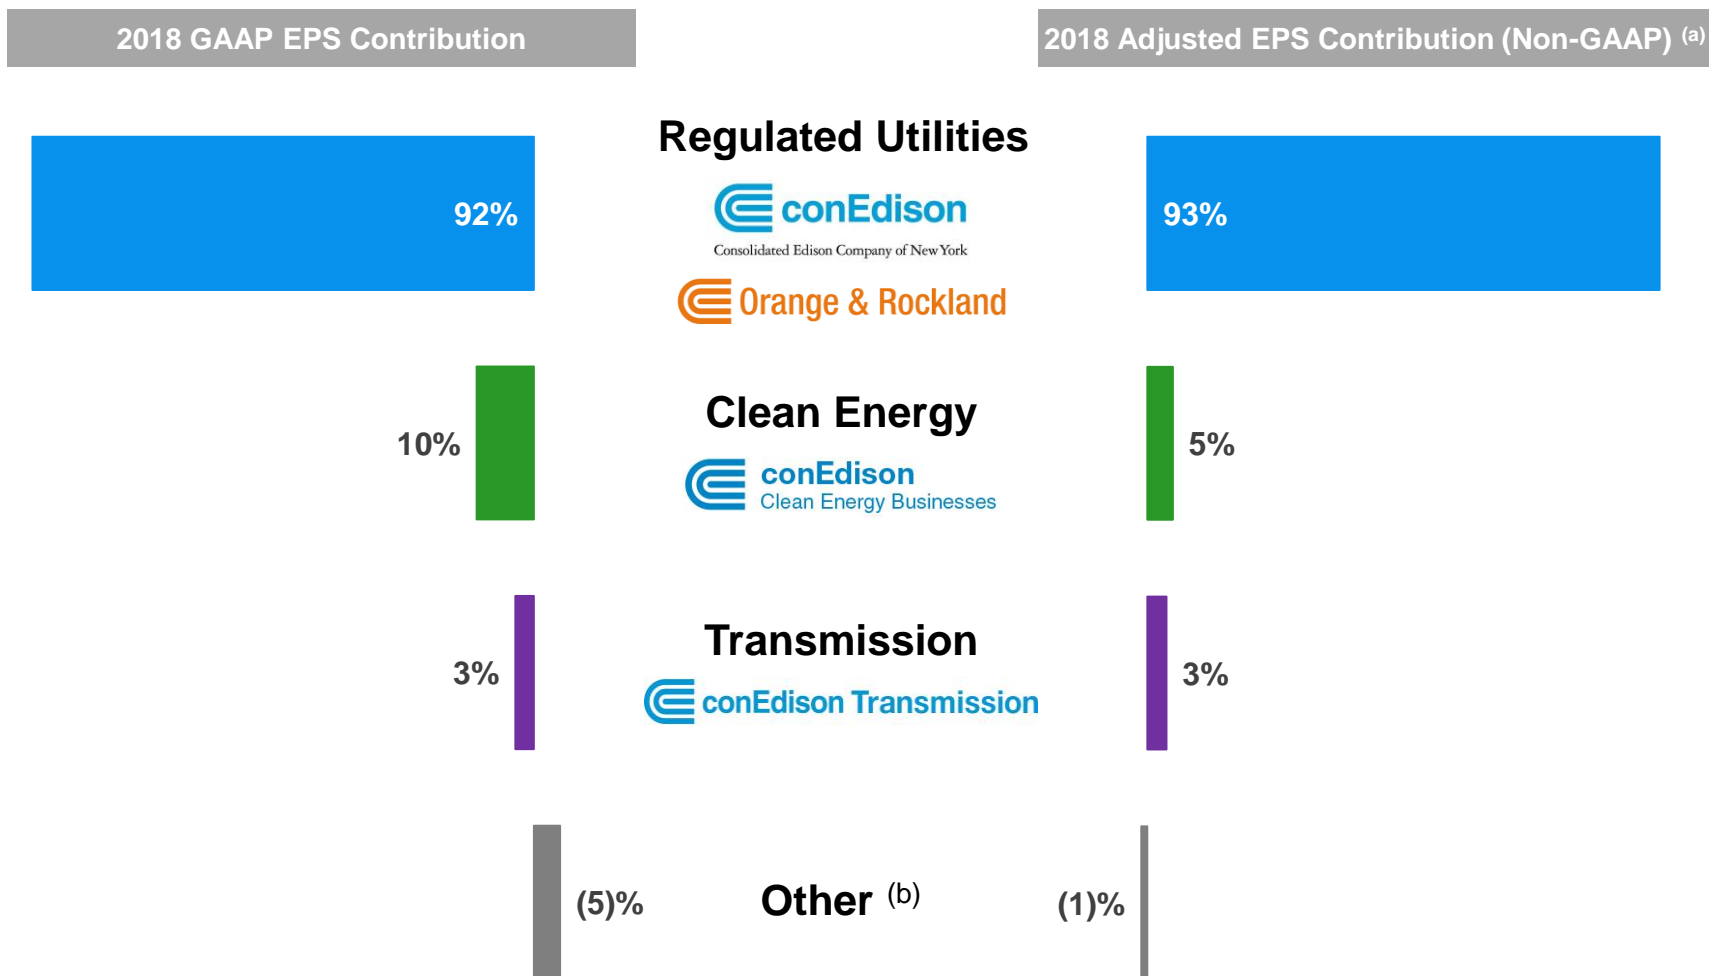 2018 GAAP EPS Contribution
2018 Adjusted EPS Contribution (Non-GAAP) (a)
Regulated Utilities
92%
conEdison
93%
Consolidated Edison Company of New York
Orange & Rockland
Clean Energy
10%
5%
conEdison
Clean Energy Businesses
Transmission
3%
3%
conEdison Transmission
(5)%
Other (b)
(1)%